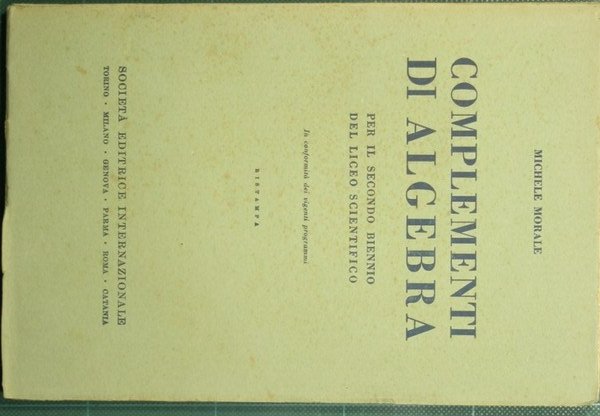 MICHELE MORALE
COMPLEMENTI
DI ALGEBRA
PER IL SECONDO BIENNIO
DEL LICEO SCIENTIFICO
In conformità dei vigenti programmi
RISTAMPA
SOCIETÀ EDITRICE INTERNAZIONALE
TORINO · MILANO · GENOVA · PARMA · ROMA · CATANIA